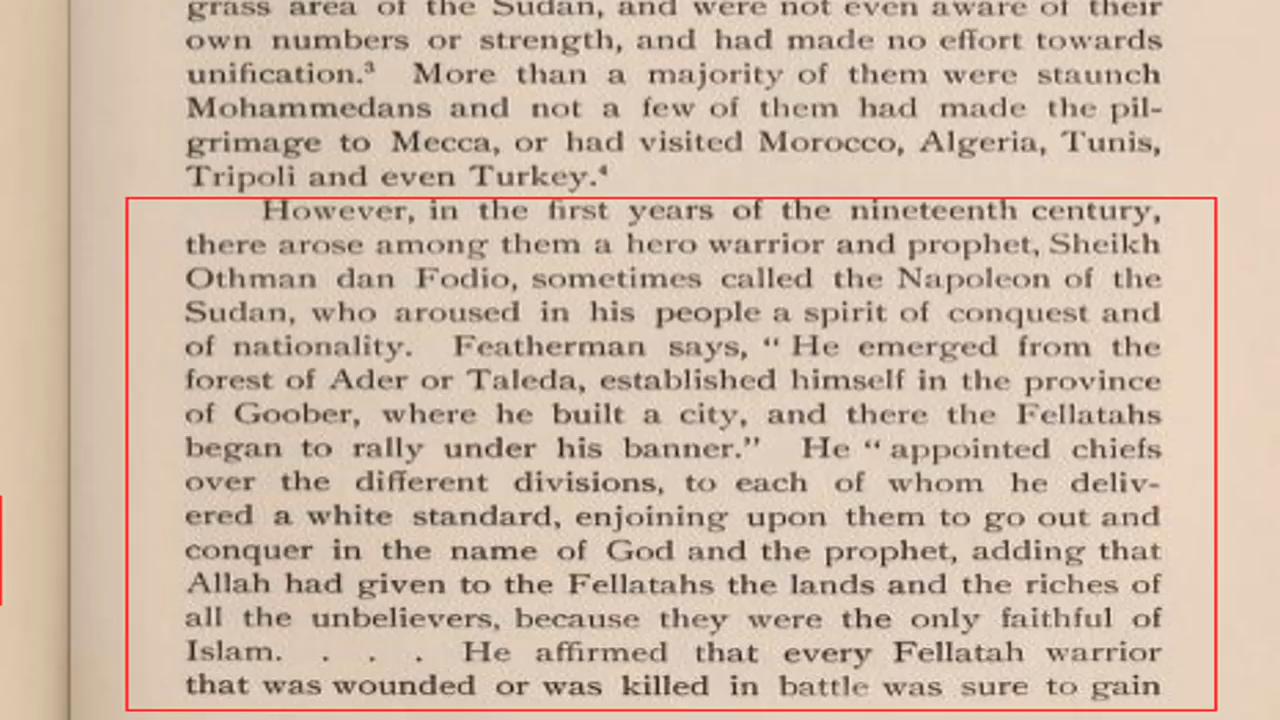 grass area of the Sudan, and were not even aware of their
own numbers or strength, and had made no effort towards
unification.³ More than a majority of them were staunch
Mohammedans and not a few of them had made the pil-
grimage to Mecca, or had visited Morocco, Algeria, Tunis,
Tripoli and even Turkey.⁴
However, in the first years of the nineteenth century,
there arose among them a hero warrior and prophet, Sheikh
Othman dan Fodio, sometimes called the Napoleon of the
Sudan, who aroused in his people a spirit of conquest and
of nationality. Featherman says, “ He emerged from the
forest of Ader or Taleda, established himself in the province
of Goober, where he built a city, and there the Fellatahs
began to rally under his banner.” He “ appointed chiefs
over the different divisions, to each of whom he deliv-
ered a white standard, enjoining upon them to go out and
conquer in the name of God and the prophet, adding that
Allah had given to the Fellatahs the lands and the riches of
all the unbelievers, because they were the only faithful of
Islam. . . . He affirmed that every Fellatah warrior
that was wounded or was killed in battle was sure to gain